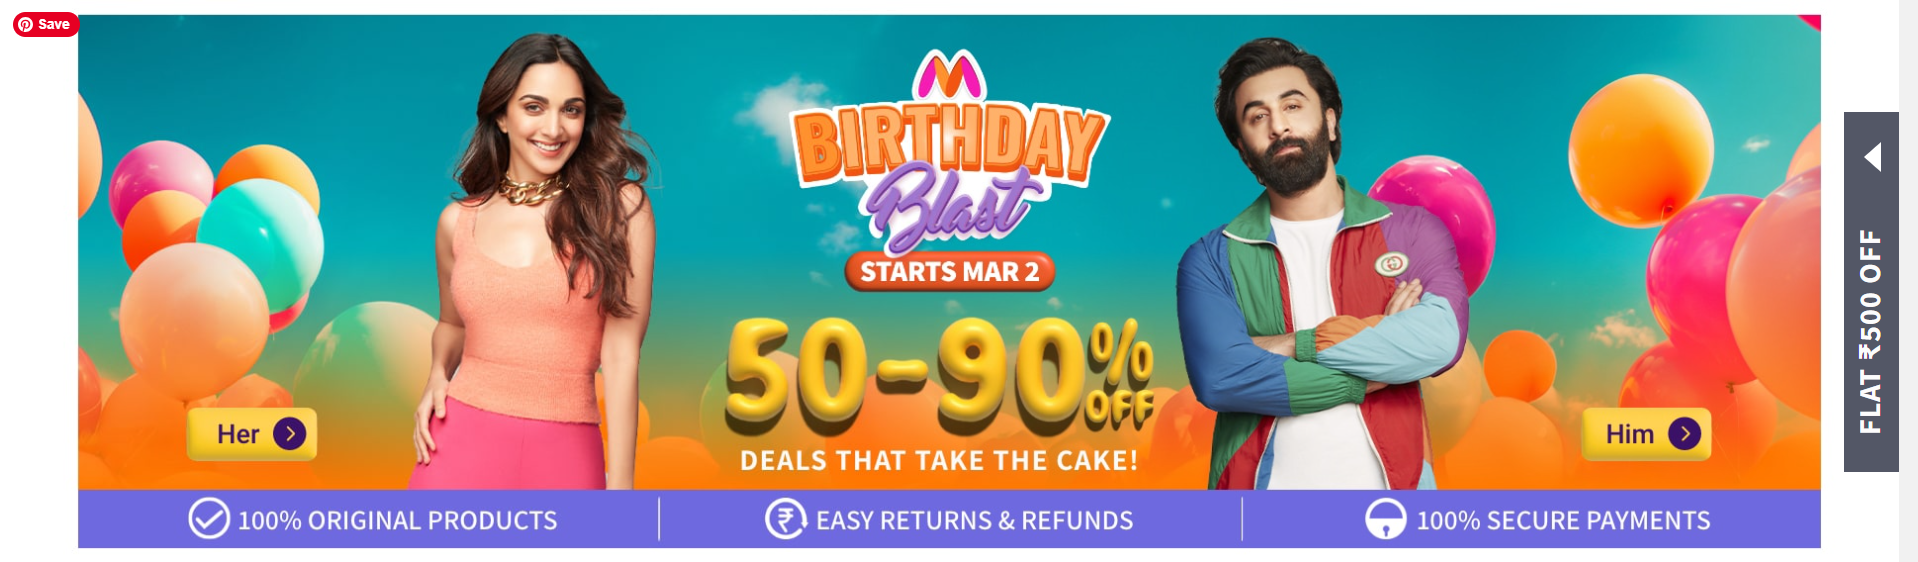 Save
BIRTHDAY
Blast
STARTS MAR 2
50-90% OFF
DEALS THAT TAKE THE CAKE!
Her
Him
FLAT ₹500 OFF
100% ORIGINAL PRODUCTS
EASY RETURNS & REFUNDS
100% SECURE PAYMENTS